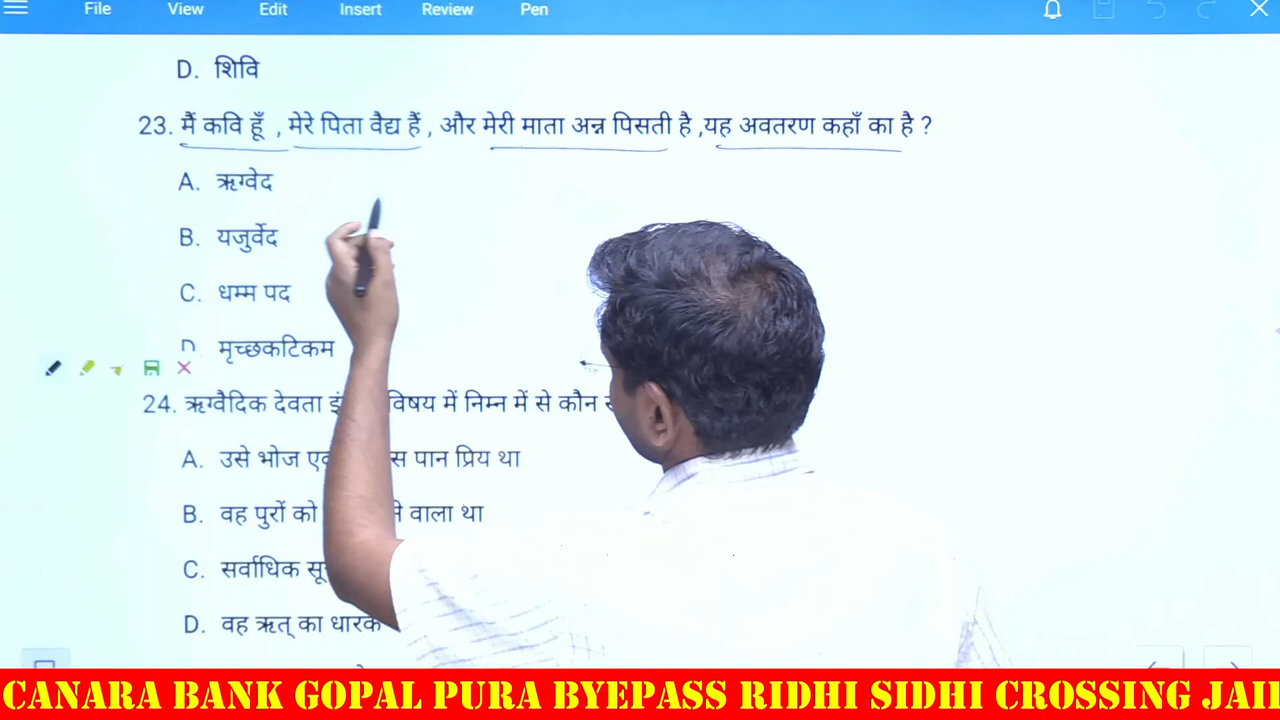 File View Edit Insert Review Pen
D. शिवि
23. मैं कवि हूँ , मेरे पिता वैद्य हैं , और मेरी माता अन्न पिसती है ,यह अवतरण कहाँ का है ?
A. ऋग्वेद
B. यजुर्वेद
C. धम्म पद
मृच्छकटिकम
24. ऋग्वैदिक देवता विषय में निम्न में से कौन
A. उसे भोज पान प्रिय था
B. वह पुरों को वाला था
C. सर्वाधिक
D. वह ऋत् का धारक
CANARA BANK GOPAL PURA BYEPASS RIDHI SIDHI CROSSING